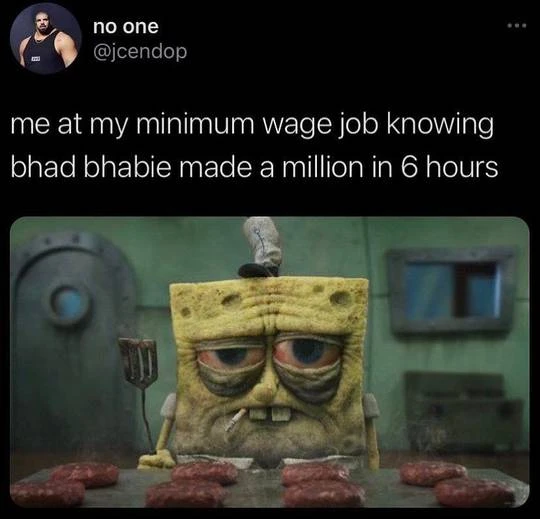 no one
@jcendop
me at my minimum wage job knowing
bhad bhabie made a million in 6 hours